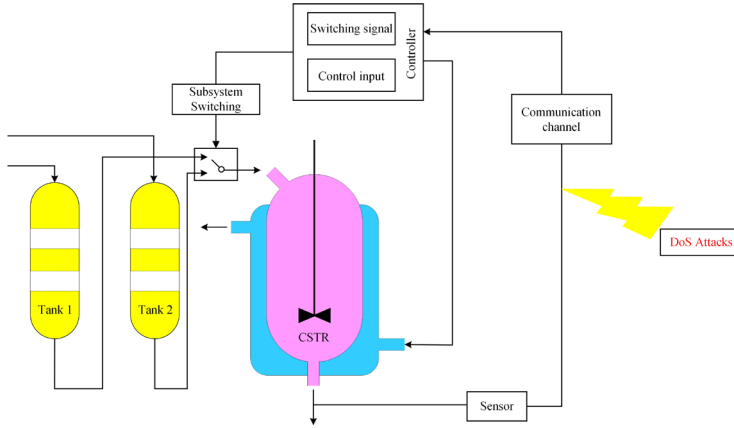 Switching signal
Control input
Controller
Subsystem
Switching
Communication
channel
DoS Attacks
Tank 1
Tank 2
CSTR
Sensor